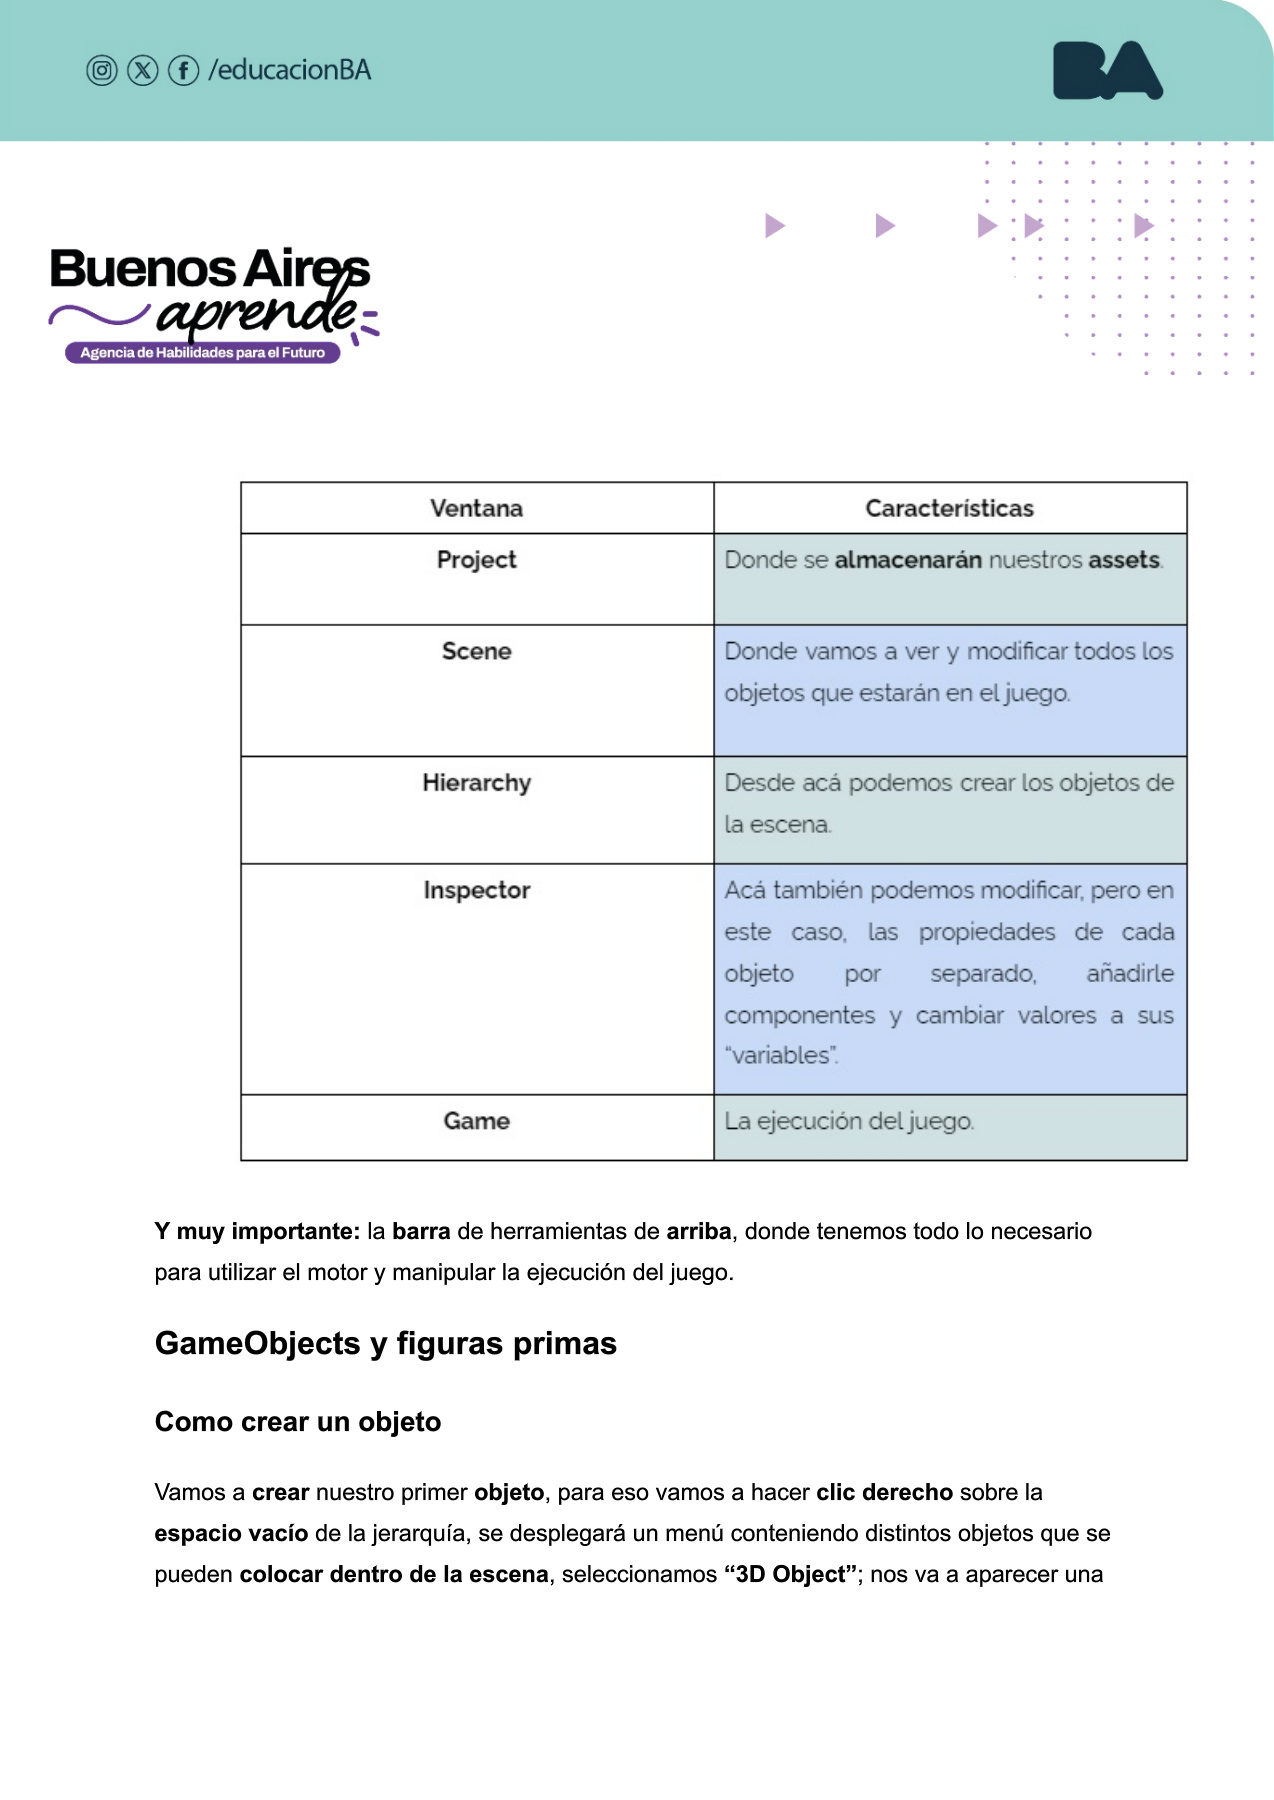 /educacionBA
BA
Buenos Aires
aprende
Agencia de Habilidades para el Futuro
Ventana
Características
Project
Donde se almacenarán nuestros assets.
Scene
Donde vamos a ver y modificar todos los
objetos que estarán en el juego.
Hierarchy
Desde acá podemos crear los objetos de
la escena.
Inspector
Acá también podemos modificar, pero en
este caso, las propiedades de cada
objeto por separado, añadirle
componentes y cambiar valores a sus
“variables”.
Game
La ejecución del juego.
Y muy importante: la barra de herramientas de arriba, donde tenemos todo lo necesario
para utilizar el motor y manipular la ejecución del juego.
GameObjects y figuras primas
Como crear un objeto
Vamos a crear nuestro primer objeto, para eso vamos a hacer clic derecho sobre la
espacio vacío de la jerarquía, se desplegará un menú conteniendo distintos objetos que se
pueden colocar dentro de la escena, seleccionamos “3D Object”; nos va a aparecer una